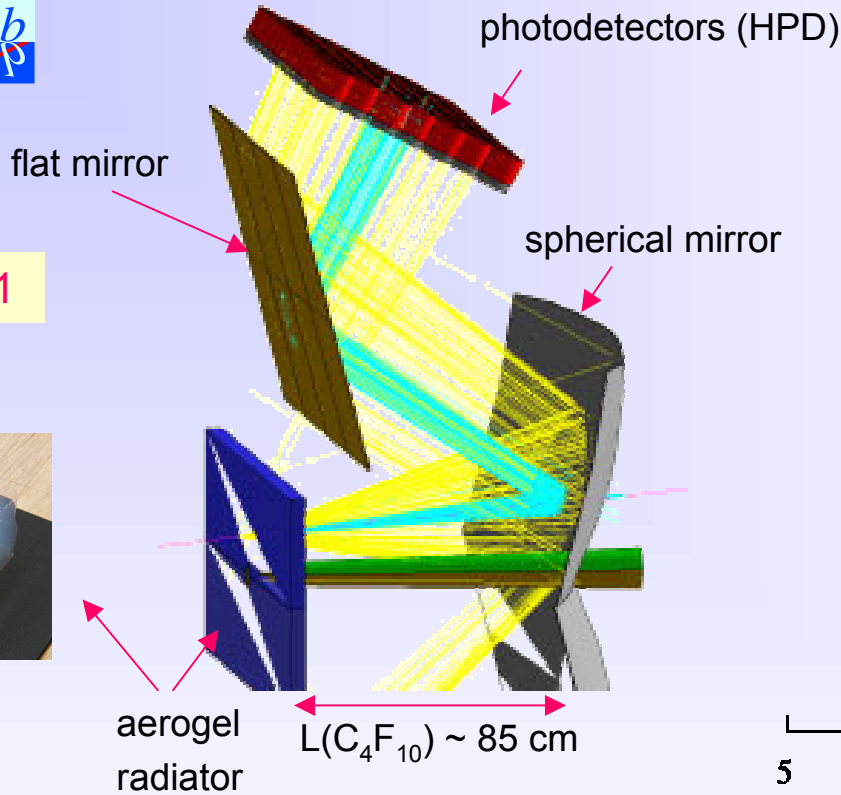 photodetectors (HPD)
flat mirror
spherical mirror
1
aerogel
radiator
L(C₄F₁₀) ~ 85 cm
5